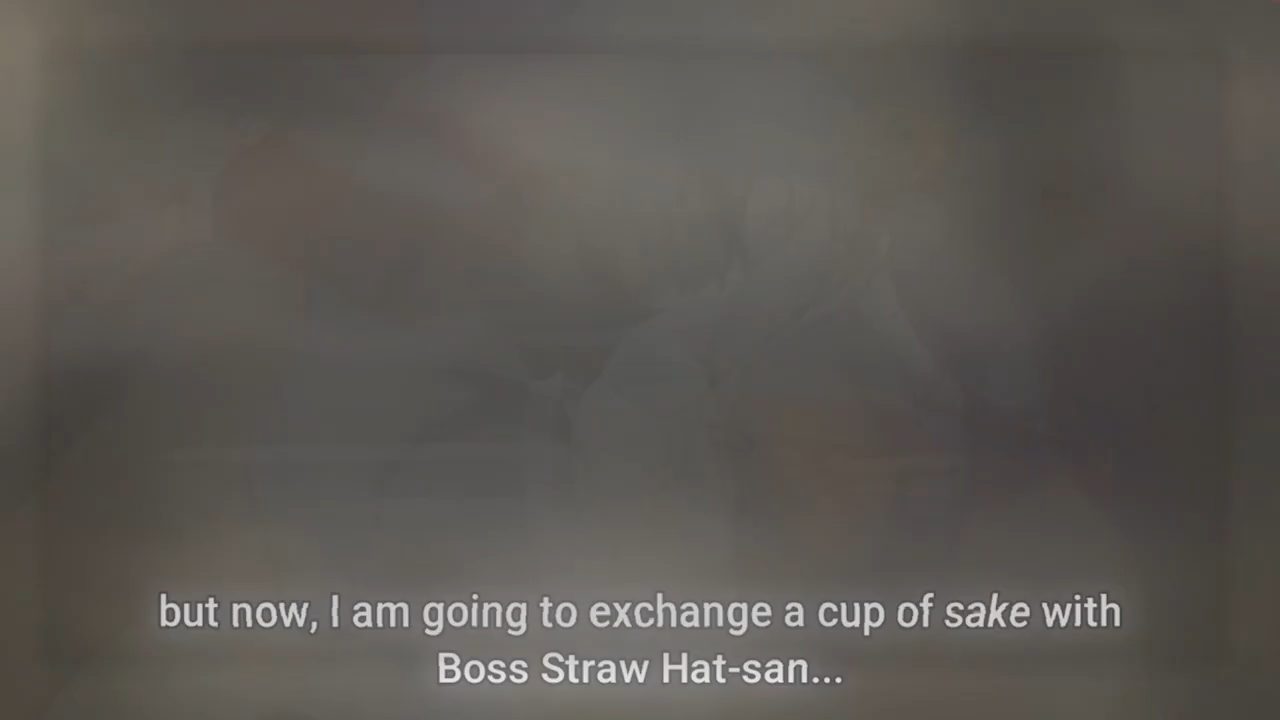 but now, I am going to exchange a cup of sake with
Boss Straw Hat-san...